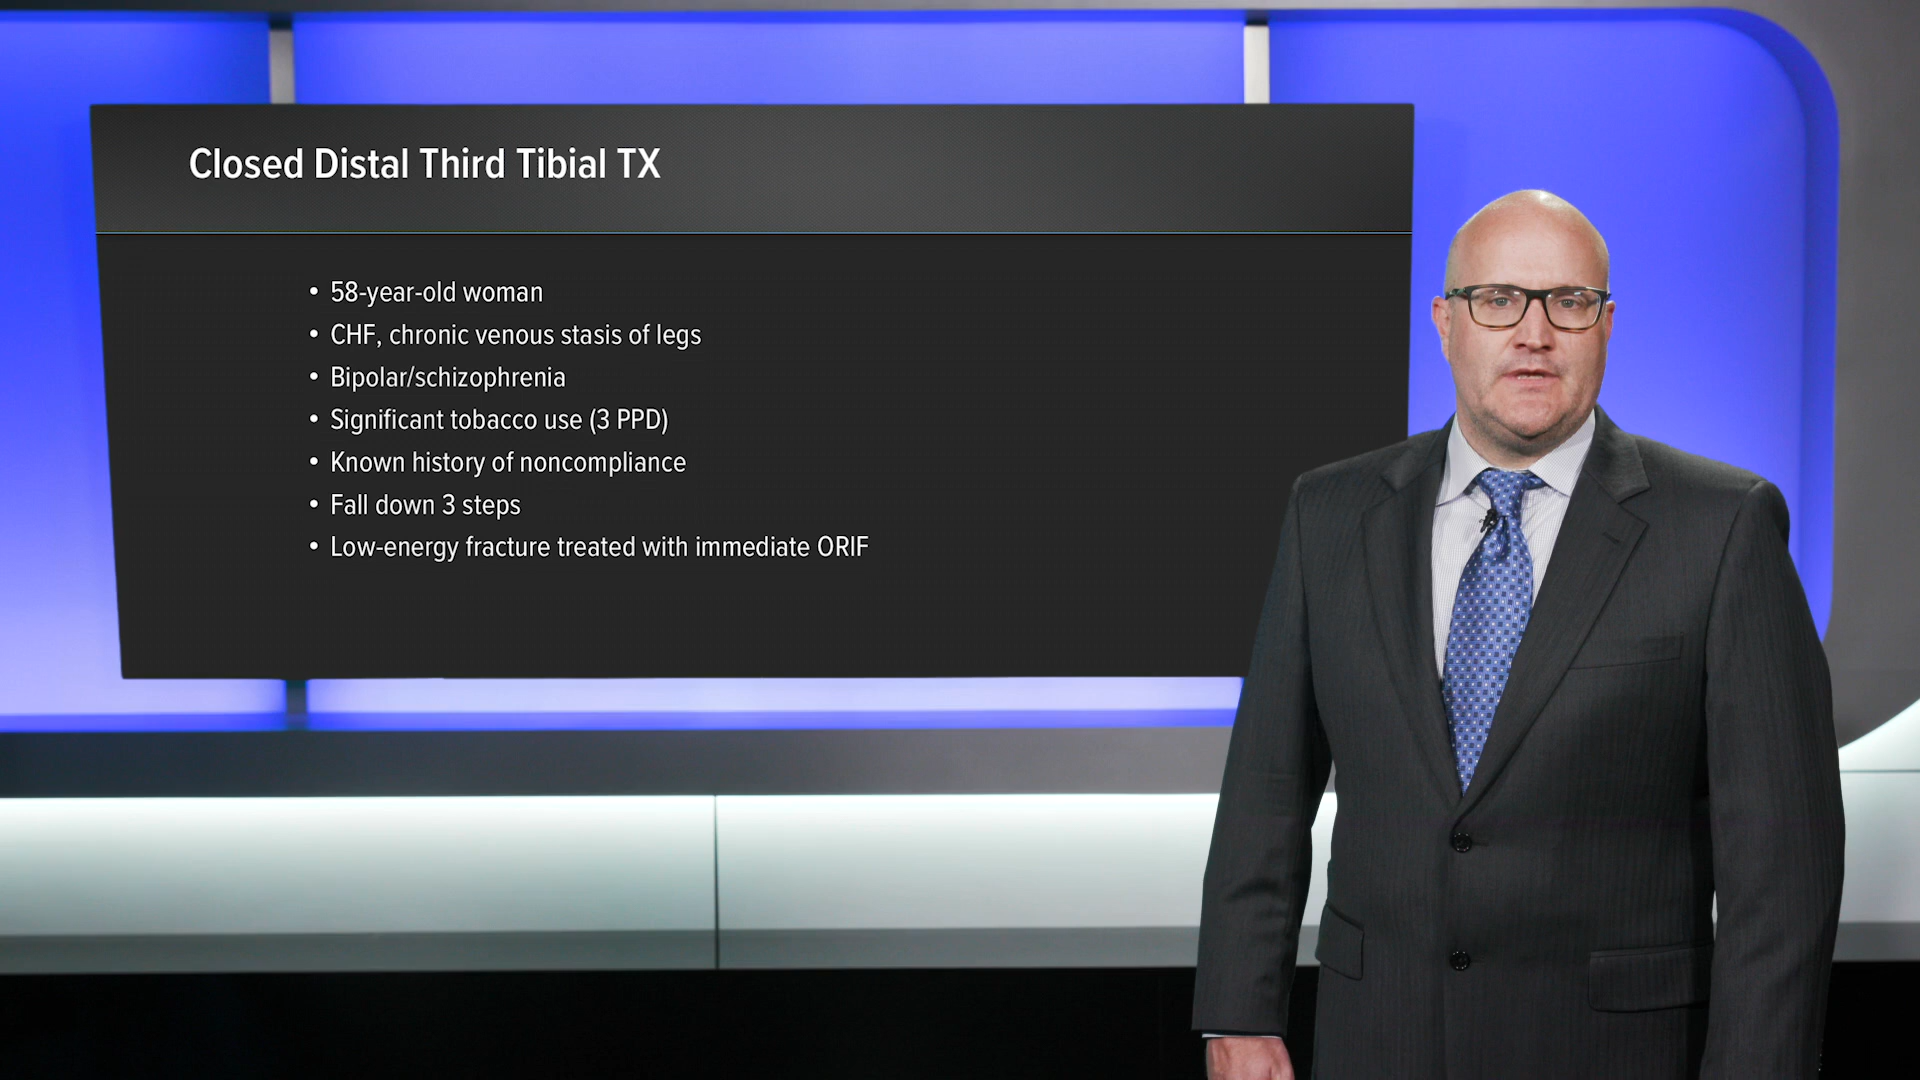 Closed Distal Third Tibial TX
• 58-year-old woman
• CHF, chronic venous stasis of legs
• Bipolar/schizophrenia
• Significant tobacco use (3 PPD)
• Known history of noncompliance
• Fall down 3 steps
• Low-energy fracture treated with immediate ORIF